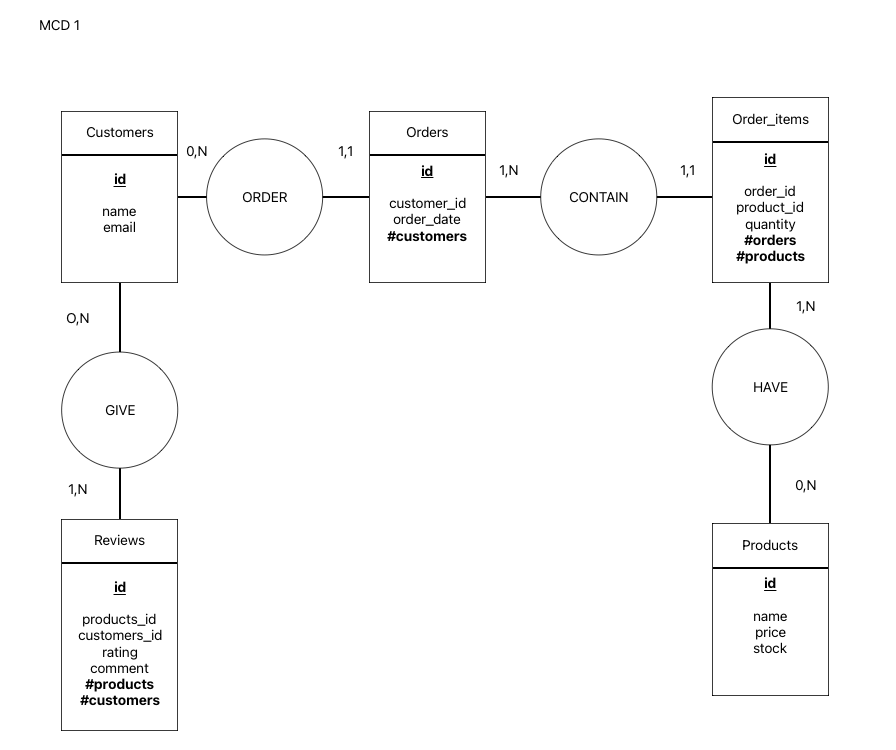 MCD 1
Customers
id
name
email
0,N
ORDER
1,1
Orders
id
customer_id
order_date
#customers
1,N
CONTAIN
1,1
Order_items
id
order_id
product_id
quantity
#orders
#products
O,N
GIVE
1,N
Reviews
id
products_id
customers_id
rating
comment
#products
#customers
1,N
HAVE
0,N
Products
id
name
price
stock